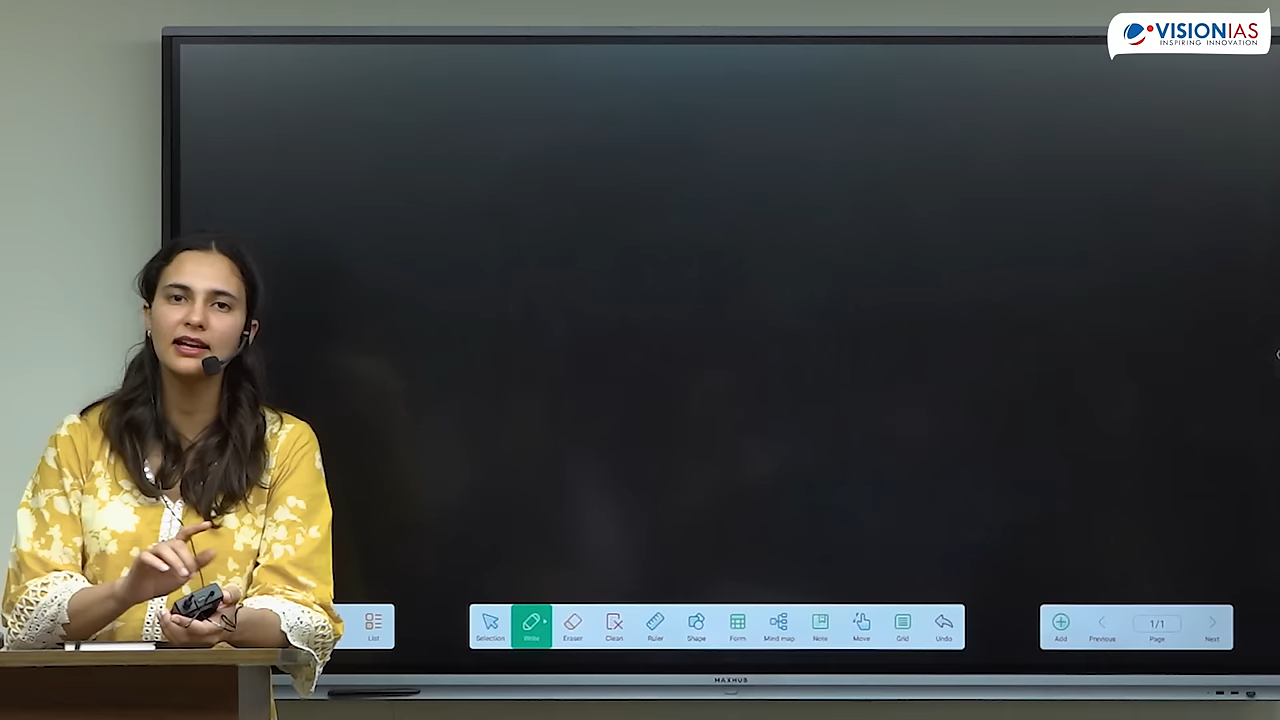 VISIONIAS
INSPIRING INNOVATION
List
Selection
Write
Eraser
Clean
Ruler
Shape
Form
Mind map
Note
Move
Grid
Undo
Add
Previous
1/1
Page
Next
MAXHUB